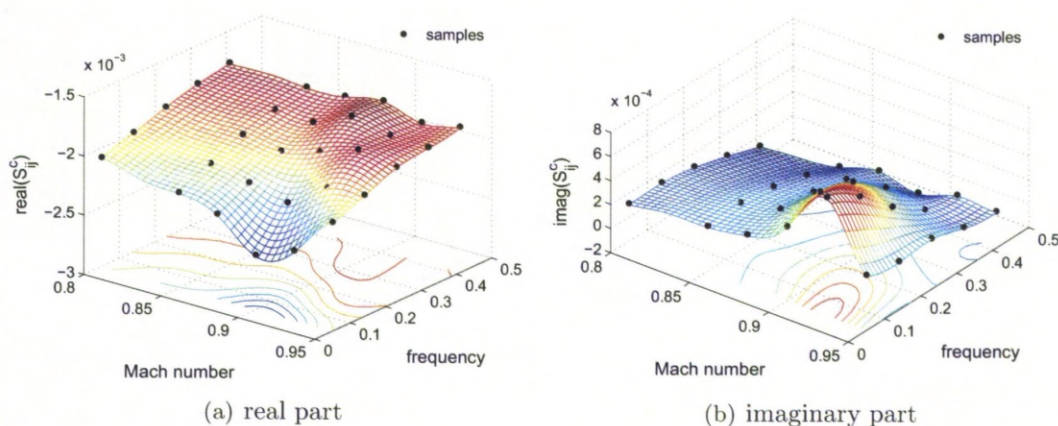 samples
x 10⁻³
−1.5
−2
−2.5
−3
real(S^c_ij)
0.8
0.85
0.9
0.95
Mach number
0
0.1
0.2
0.3
0.4
0.5
frequency
(a) real part
samples
x 10⁻⁴
8
6
4
2
0
−2
imag(S^c_ij)
0.8
0.85
0.9
0.95
Mach number
0
0.1
0.2
0.3
0.4
0.5
frequency
(b) imaginary part